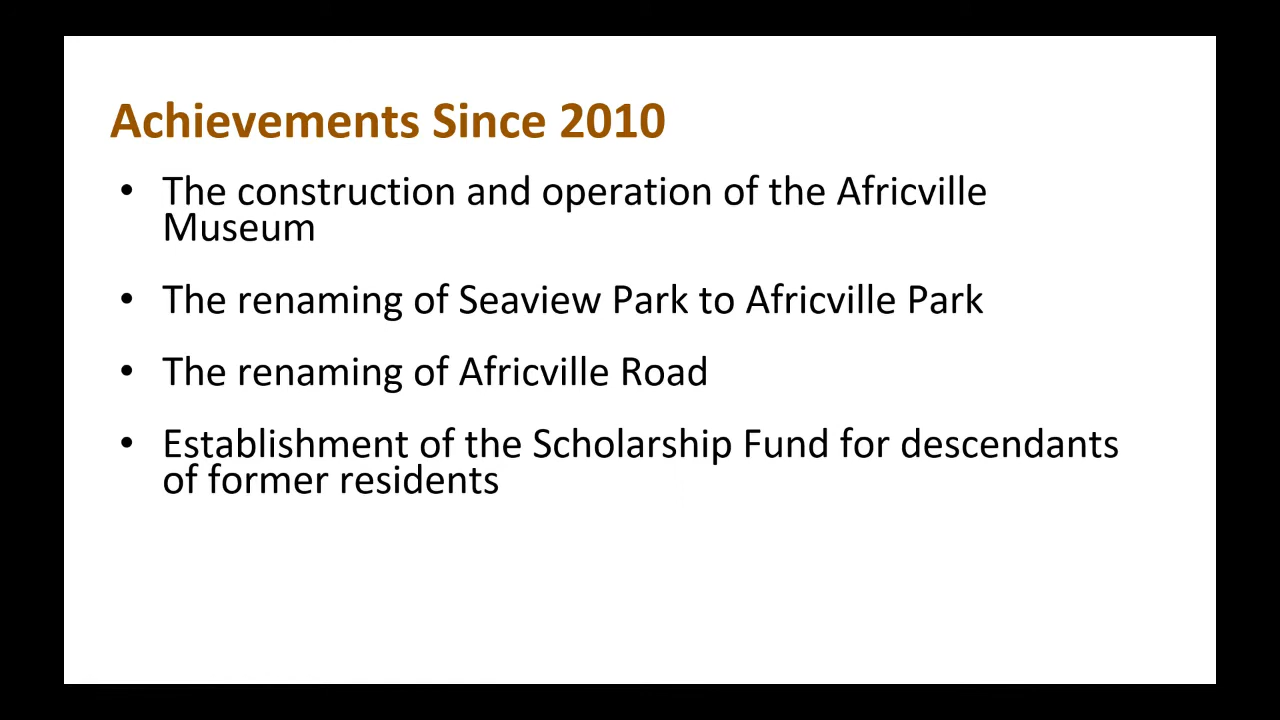 Achievements Since 2010
• The construction and operation of the Africville
Museum
• The renaming of Seaview Park to Africville Park
• The renaming of Africville Road
• Establishment of the Scholarship Fund for descendants
of former residents